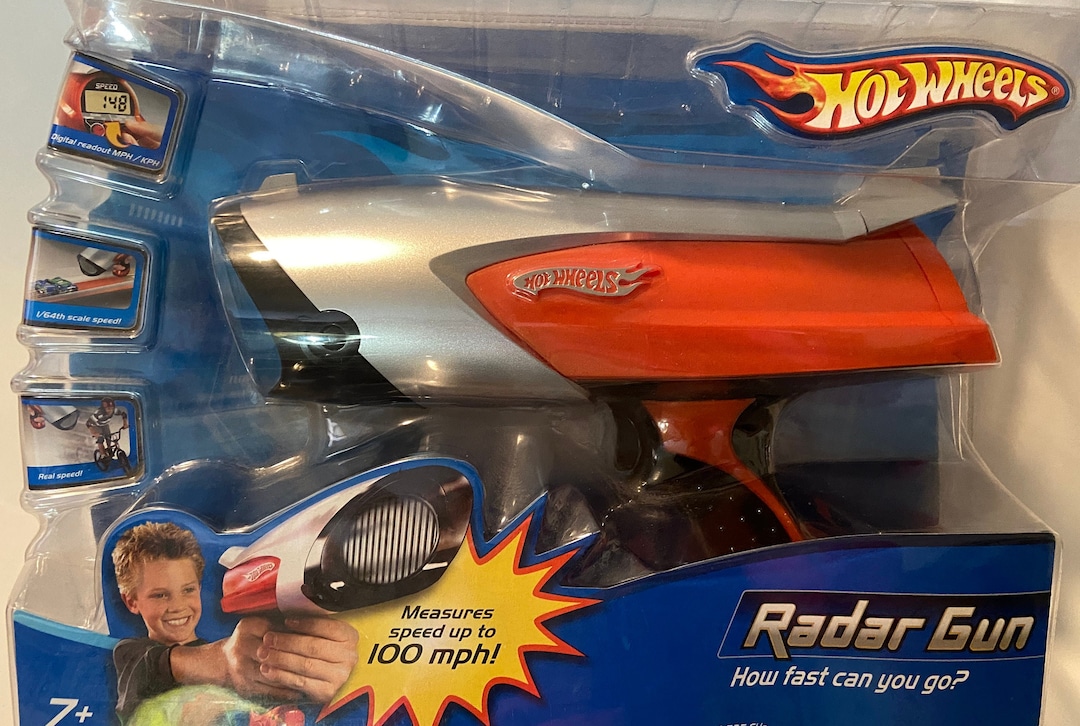 HOT WHEELS®
SPEED
148
Digital readout MPH / KPH
1/64th scale speed!
Real speed!
HOT WHEELS
Measures
speed up to
100 mph!
Radar Gun
How fast can you go?
7+